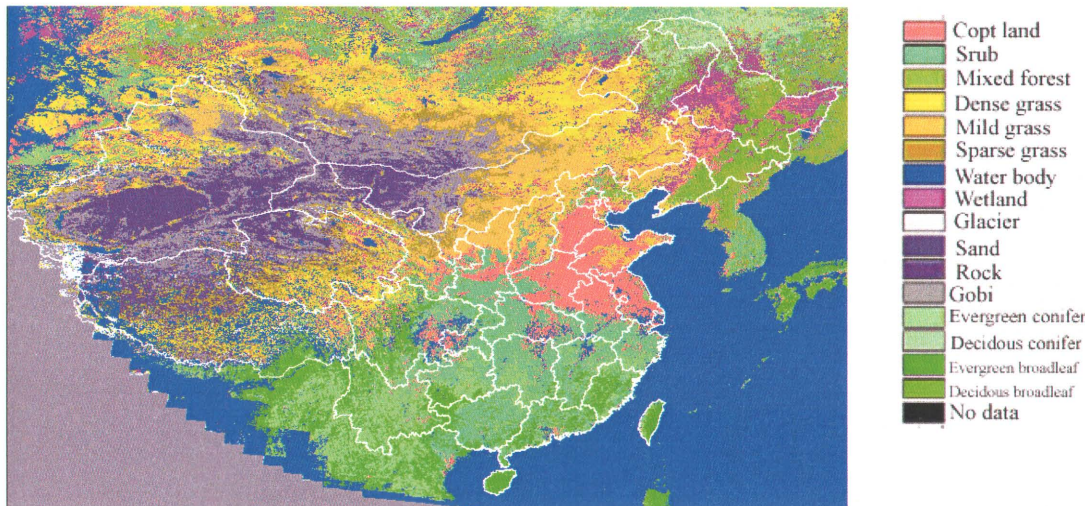 Copt land
Srub
Mixed forest
Dense grass
Mild grass
Sparse grass
Water body
Wetland
Glacier
Sand
Rock
Gobi
Evergreen conifer
Decidous conifer
Evergreen broadleaf
Decidous broadleaf
No data